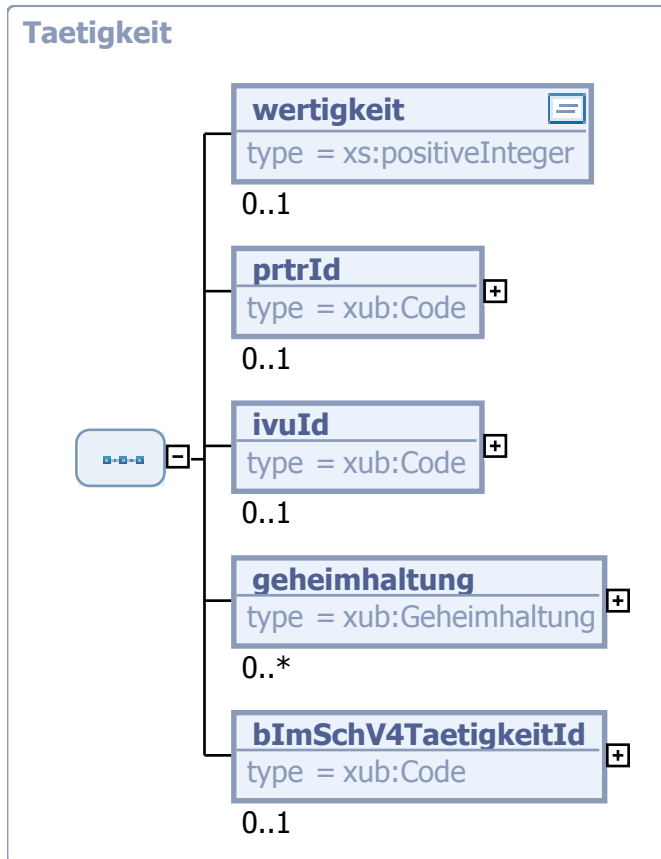 Taetigkeit
wertigkeit
type = xs:positiveInteger
0..1
prtrId
type = xub:Code
0..1
ivuId
type = xub:Code
0..1
geheimhaltung
type = xub:Geheimhaltung
0..*
bImSchV4TaetigkeitId
type = xub:Code
0..1